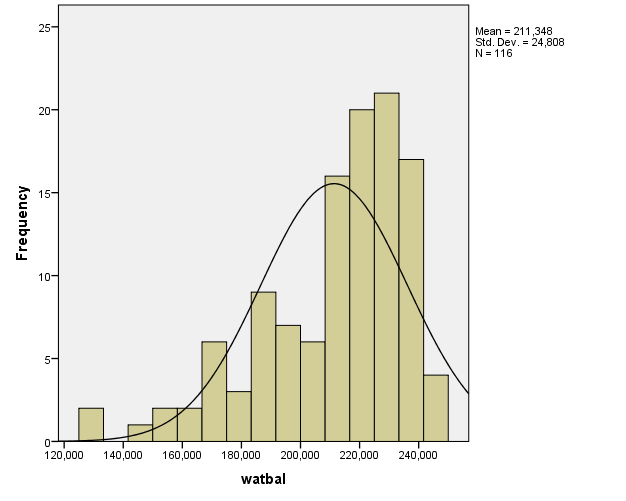 Mean = 211,348
Std. Dev. = 24,808
N = 116
25
20
15
10
5
0
Frequency
120,000 140,000 160,000 180,000 200,000 220,000 240,000
watbal